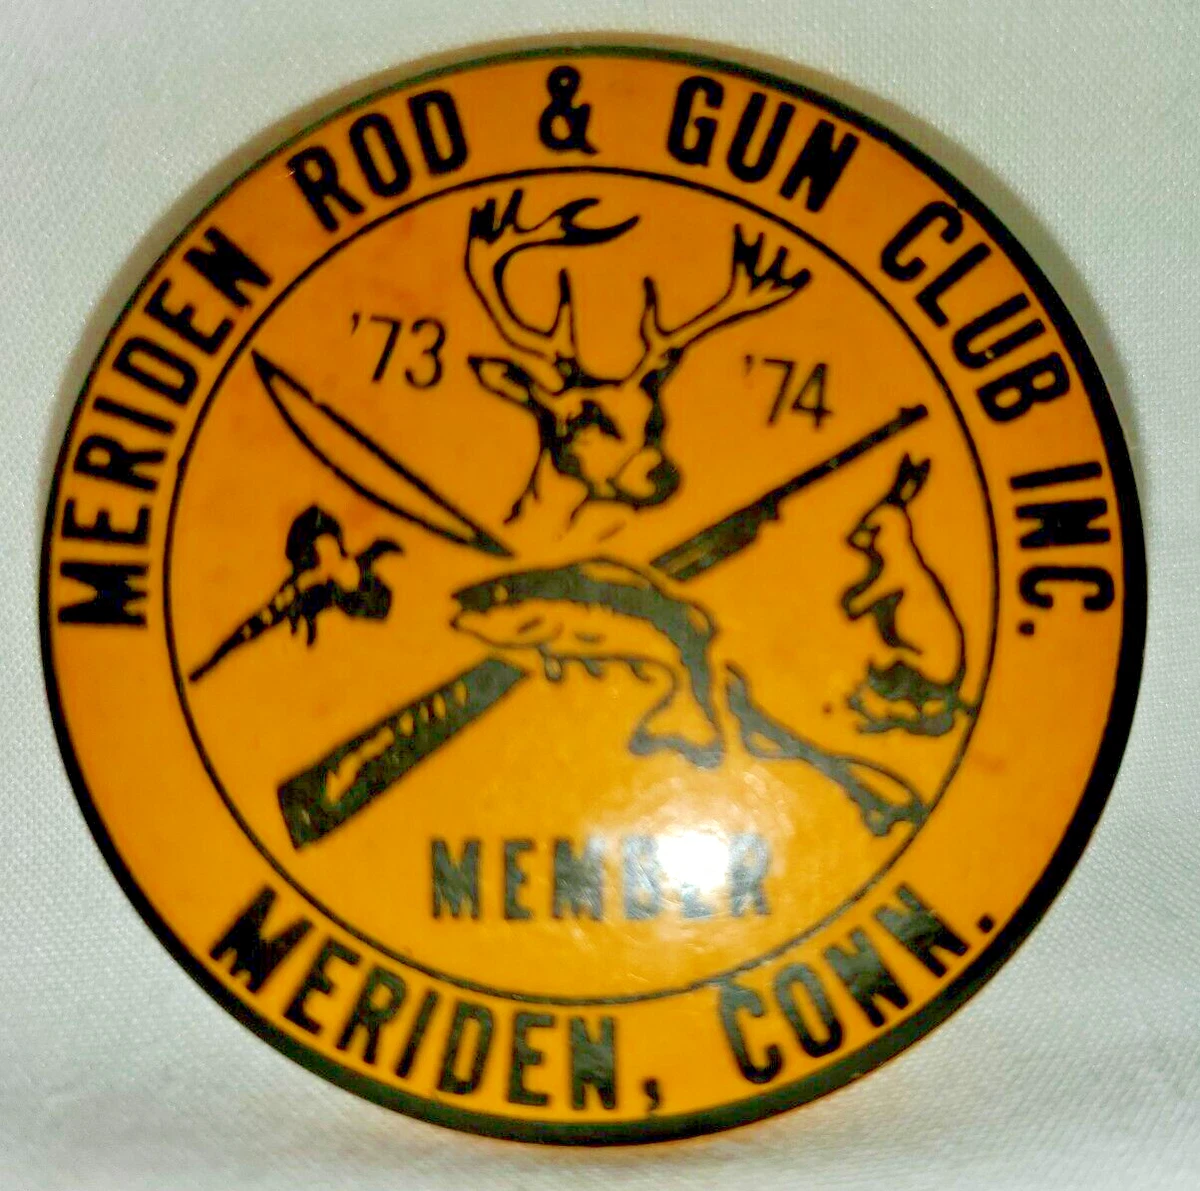 MERIDEN ROD & GUN CLUB INC.
'73 '74
MEMBER
MERIDEN, CONN.